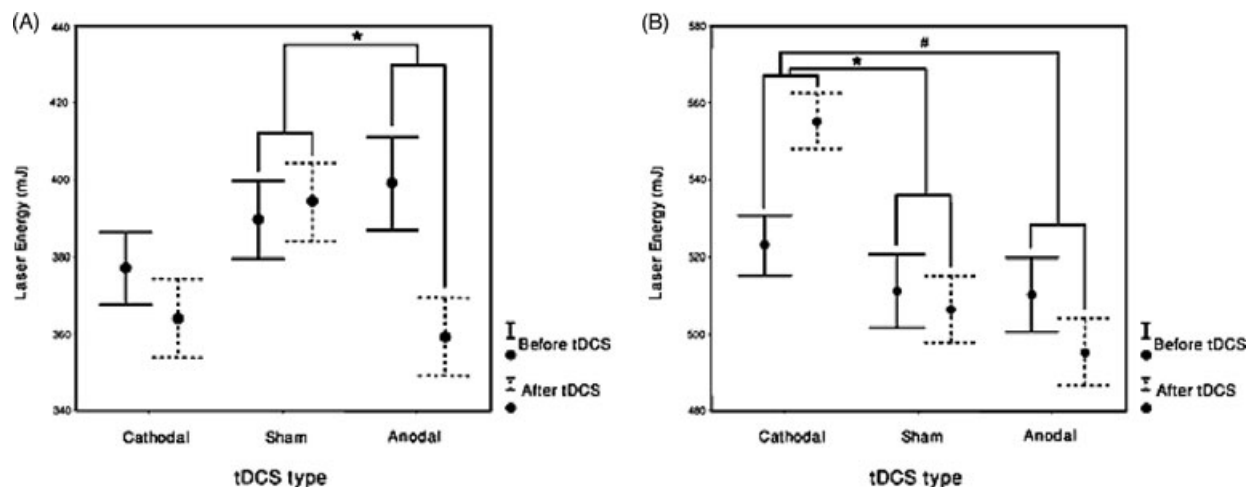 (A)
440
420
400
380
360
340
Laser Energy (mJ)
*
Cathodal Sham Anodal
tDCS type
Before tDCS
After tDCS
(B)
580
560
540
520
500
480
Laser Energy (mJ)
#
*
Cathodal Sham Anodal
tDCS type
Before tDCS
After tDCS